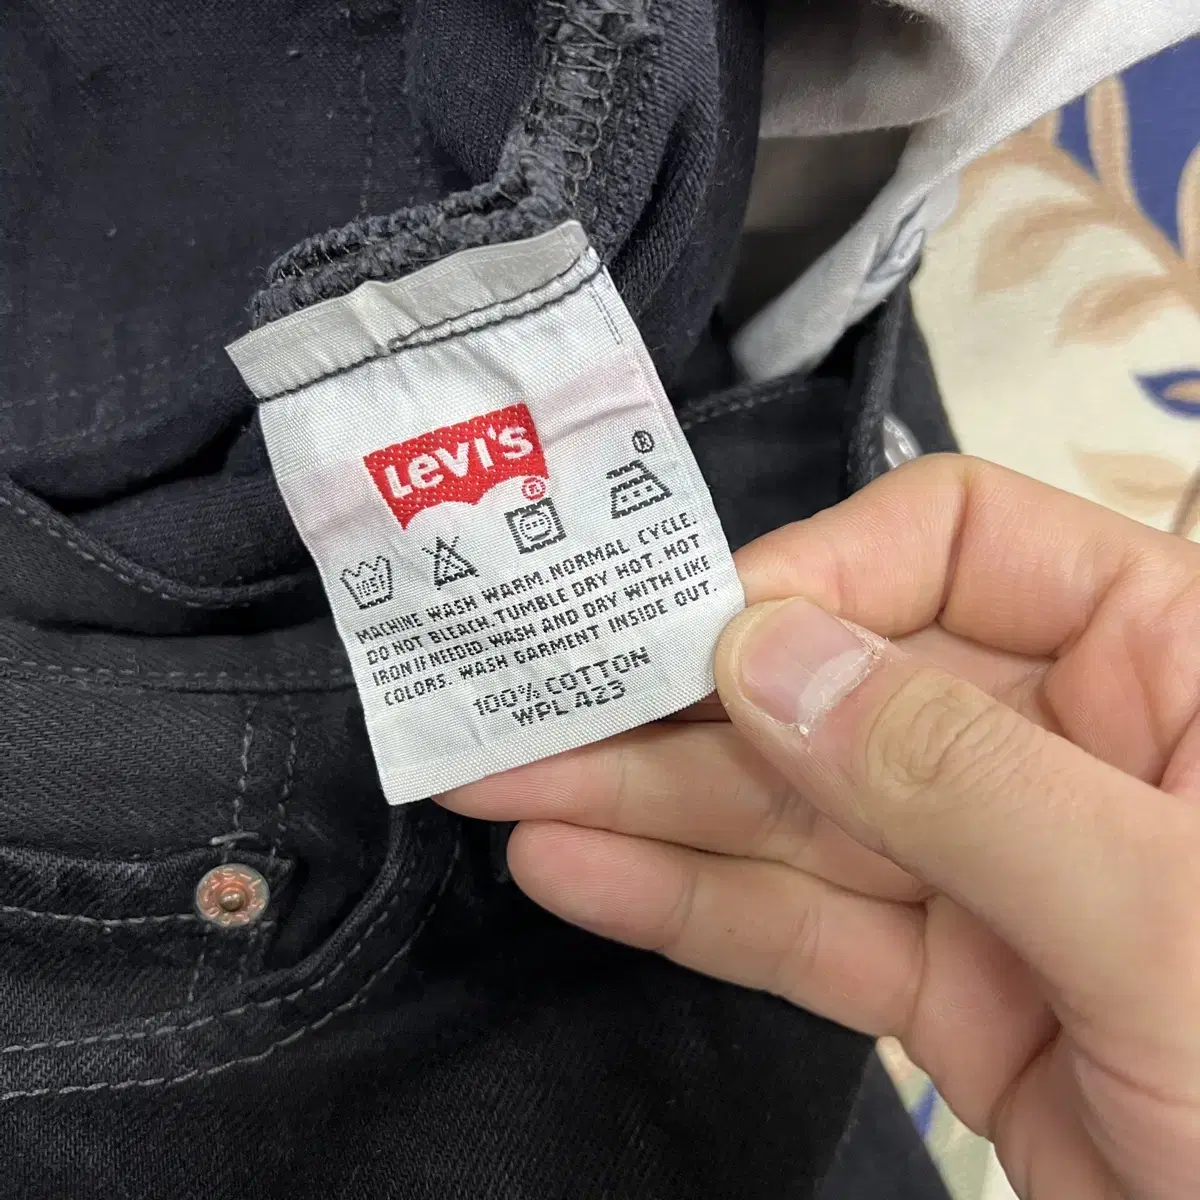 Levi's
®
®
105
MACHINE WASH WARM. NORMAL CYCLE.
DO NOT BLEACH. TUMBLE DRY HOT. HOT
IRON IF NEEDED. WASH AND DRY WITH LIKE
COLORS. WASH GARMENT INSIDE OUT.
100% COTTON
WPL 423